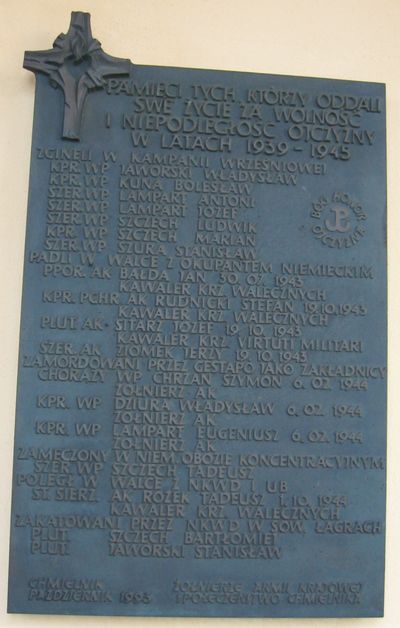 PAMIĘCI TYCH, KTÓRZY ODDALI
SWE ŻYCIE ZA WOLNOŚĆ
I NIEPODLEGŁOŚĆ OJCZYZNY
W LATACH 1939-1945
ZGINĘLI W KAMPANII WRZEŚNIOWEJ
KPR. WP JAWORSKI WŁADYSŁAW
KPR. WP KUNA BOLESŁAW
SZER. WP LAMPART ANTONI
SZER. WP LAMPART JÓZEF
SZER. WP SZCZĘCH LUDWIK
KPR. WP SZCZĘCH MARIAN
SZER. WP SZURA STANISŁAW
BÓG HONOR
OJCZYZNA
PADLI W WALCE Z OKUPANTEM NIEMIECKIM
PPOR. AK BAŁDA JAN 30. 07. 1943
KAWALER KRZ. WALECZNYCH
KPR. PCHR. AK RUDNICKI STEFAN 19.10.1943
KAWALER KRZ. WALECZNYCH
PLUT. AK SITARZ JÓZEF 19. 10. 1943
KAWALER KRZ. VIRTUTI MILITARI
SZER. AK ZIOMEK JERZY 19. 10. 1943
ZAMORDOWANI PRZEZ GESTAPO JAKO ZAKŁADNICY
CHORĄŻY WP CHRZAN SZYMON 6. 02. 1944
ŻOŁNIERZ AK
KPR. WP DZIURA WŁADYSŁAW 6. 02. 1944
ŻOŁNIERZ AK
KPR. WP LAMPART EUGENIUSZ 6. 02. 1944
ŻOŁNIERZ AK
ZAMĘCZONY W NIEM. OBOZIE KONCENTRACYJNYM
SZER. WP SZCZĘCH TADEUSZ
POLEGŁ W WALCE Z NKWD I UB
ST. SIERŻ. AK ROŻEK TADEUSZ 1. 10. 1944
KAWALER KRZ. WALECZNYCH
ZAKATOWANI PRZEZ NKWD W SOW. ŁAGRACH
PLUT. SZCZĘCH BARTŁOMIEJ
PLUT. JAWORSKI STANISŁAW
CHMIELNIK ŻOŁNIERZE ARMII KRAJOWEJ
PAŹDZIERNIK 1993 I SPOŁECZEŃSTWO CHMIELNIKA